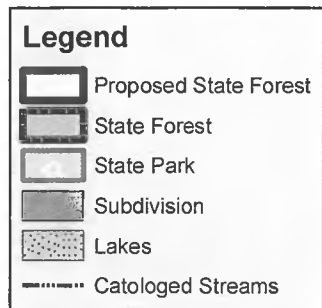 Legend
Proposed State Forest
State Forest
State Park
Subdivision
Lakes
Catologed Streams